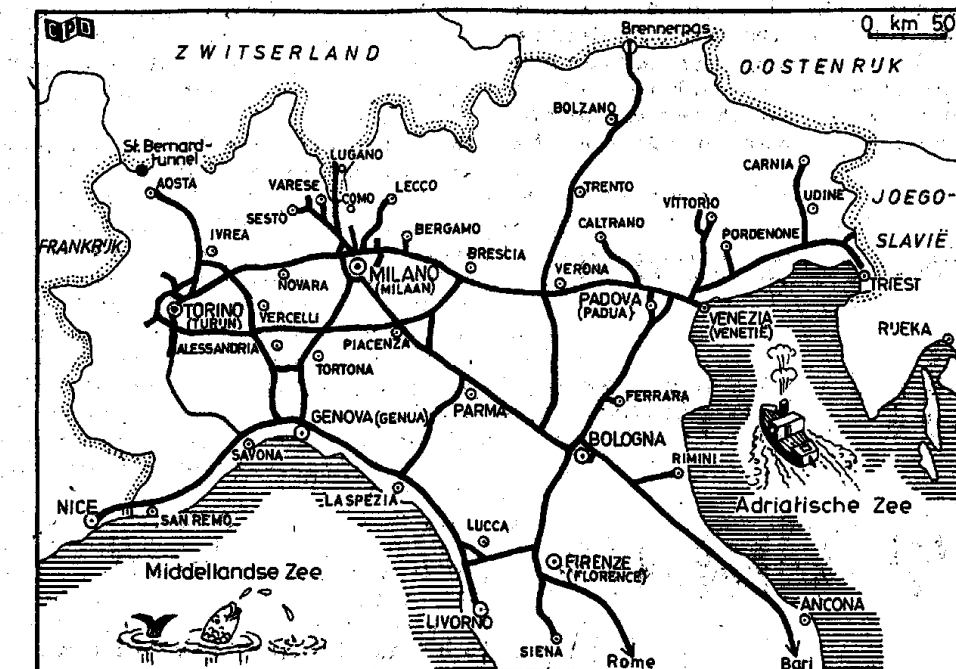 CPD
0 km 50
Brennerpas
ZWITSERLAND
OOSTENRIJK
BOLZANO
St. Bernard-
tunnel
LUGANO
CARNIA
AOSTA
VARESE
LECCO
TRENTO
JOEGO-
COMO
VITTORIO
UDINE
SESTO
CALTRANO
IVREA
BERGAMO
PORDENONE
SLAVIË
FRANKRIJK
BRESCIA
VERONA
MILANO
(MILAAN)
NOVARA
TRIEST
TORINO
(TURIJN)
VERCELLI
PADOVA
(PADUA)
VENEZIA
(VENETIË)
RIJEKA
ALESSANDRIA
PIACENZA
TORTONA
FERRARA
PARMA
GENOVA (GENUA)
BOLOGNA
SAVONA
RIMINI
LA SPEZIA
NICE
SAN REMO
Adriatische Zee
LUCCA
FIRENZE
(FLORENCE)
Middellandse Zee
ANCONA
LIVORNO
SIENA
Rome
Bari